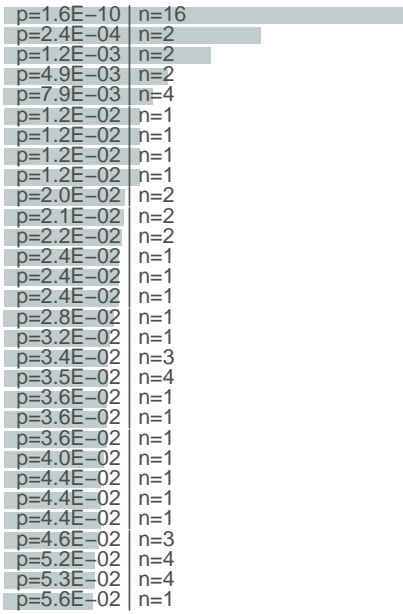 p=1.6E−10 | n=16
p=2.4E−04 | n=2
p=1.2E−03 | n=2
p=4.9E−03 | n=2
p=7.9E−03 | n=4
p=1.2E−02 | n=1
p=1.2E−02 | n=1
p=1.2E−02 | n=1
p=1.2E−02 | n=1
p=2.0E−02 | n=2
p=2.1E−02 | n=2
p=2.2E−02 | n=2
p=2.4E−02 | n=1
p=2.4E−02 | n=1
p=2.4E−02 | n=1
p=2.8E−02 | n=1
p=3.2E−02 | n=1
p=3.4E−02 | n=3
p=3.5E−02 | n=4
p=3.6E−02 | n=1
p=3.6E−02 | n=1
p=3.6E−02 | n=1
p=4.0E−02 | n=1
p=4.4E−02 | n=1
p=4.4E−02 | n=1
p=4.4E−02 | n=1
p=4.6E−02 | n=3
p=5.2E−02 | n=4
p=5.3E−02 | n=4
p=5.6E−02 | n=1